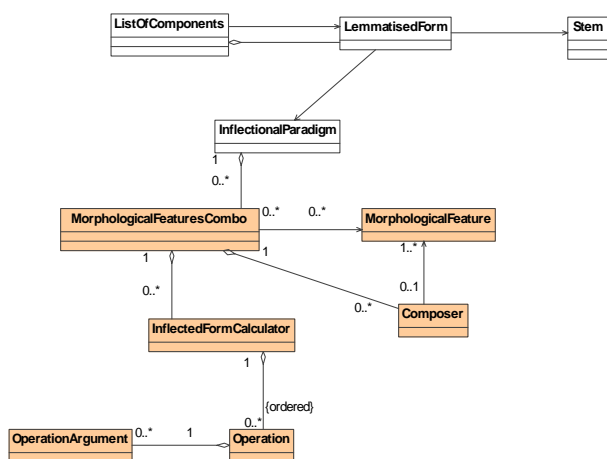 ListOfComponents
LemmatisedForm
Stem
InflectionalParadigm
1
0..*
MorphologicalFeaturesCombo
0..*
0..*
MorphologicalFeature
1
1
1..*
0..*
0..1
0..*
Composer
InflectedFormCalculator
1
{ordered}
0..*
OperationArgument
0..*
1
Operation